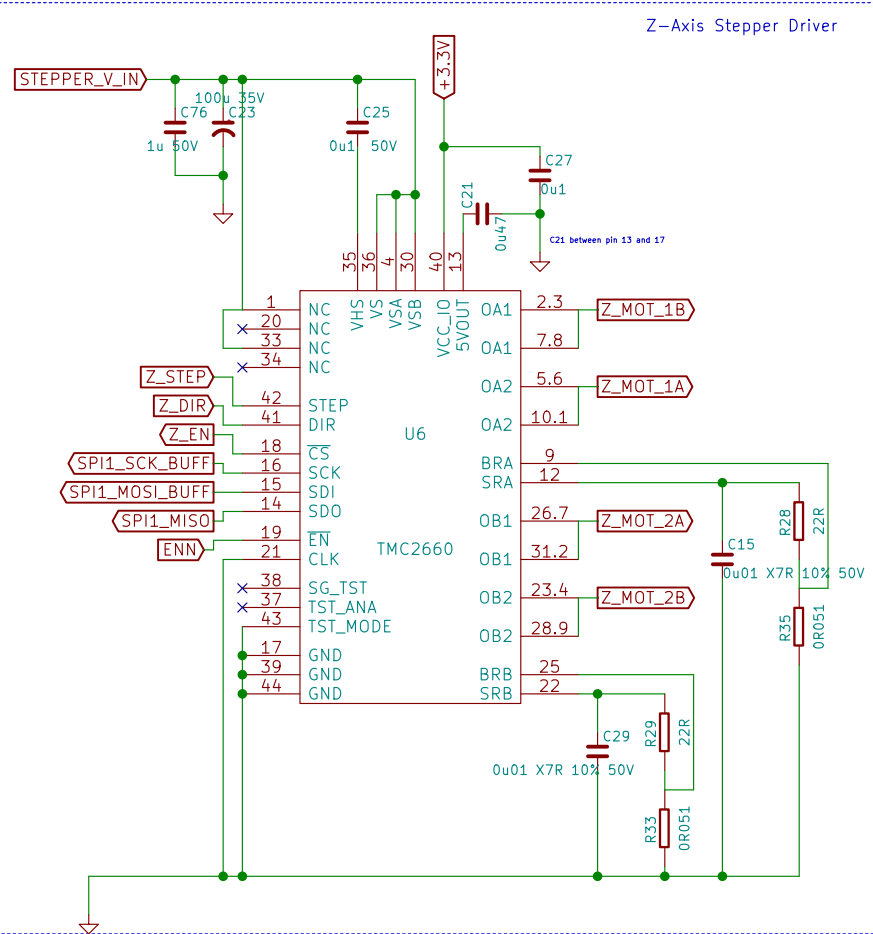 Z-Axis Stepper Driver
STEPPER_V_IN
+3.3V
100u 35V
C76
C23
1u 50V
C25
0u1 50V
C27
0u1
C21
0u47
C21 between pin 13 and 17
35
36
4
30
40
13
VHS
VS
VSA
VSB
VCC_IO
5VOUT
1
NC
20
NC
33
NC
34
NC
Z_STEP
42
STEP
Z_DIR
41
DIR
Z_EN
18
CS
SPI1_SCK_BUFF
16
SCK
SPI1_MOSI_BUFF
15
SDI
SPI1_MISO
14
SDO
ENN
19
EN
21
CLK
38
SG_TST
37
TST_ANA
43
TST_MODE
17
GND
39
GND
44
GND
U6
TMC2660
OA1
2.3
Z_MOT_1B
OA1
7.8
OA2
5.6
Z_MOT_1A
OA2
10.1
BRA
9
SRA
12
OB1
26.7
Z_MOT_2A
OB1
31.2
OB2
23.4
Z_MOT_2B
OB2
28.9
BRB
25
SRB
22
R28
22R
C15
0u01 X7R 10% 50V
R35
0R051
R29
22R
C29
0u01 X7R 10% 50V
R33
0R051